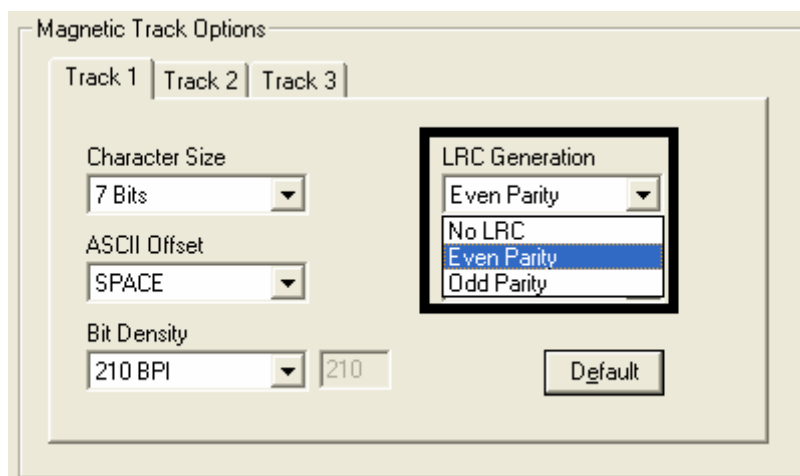 Magnetic Track Options
Track 1 Track 2 Track 3
Character Size
7 Bits
ASCII Offset
SPACE
Bit Density
210 BPI 210
LRC Generation
Even Parity
No LRC
Even Parity
Odd Parity
Default